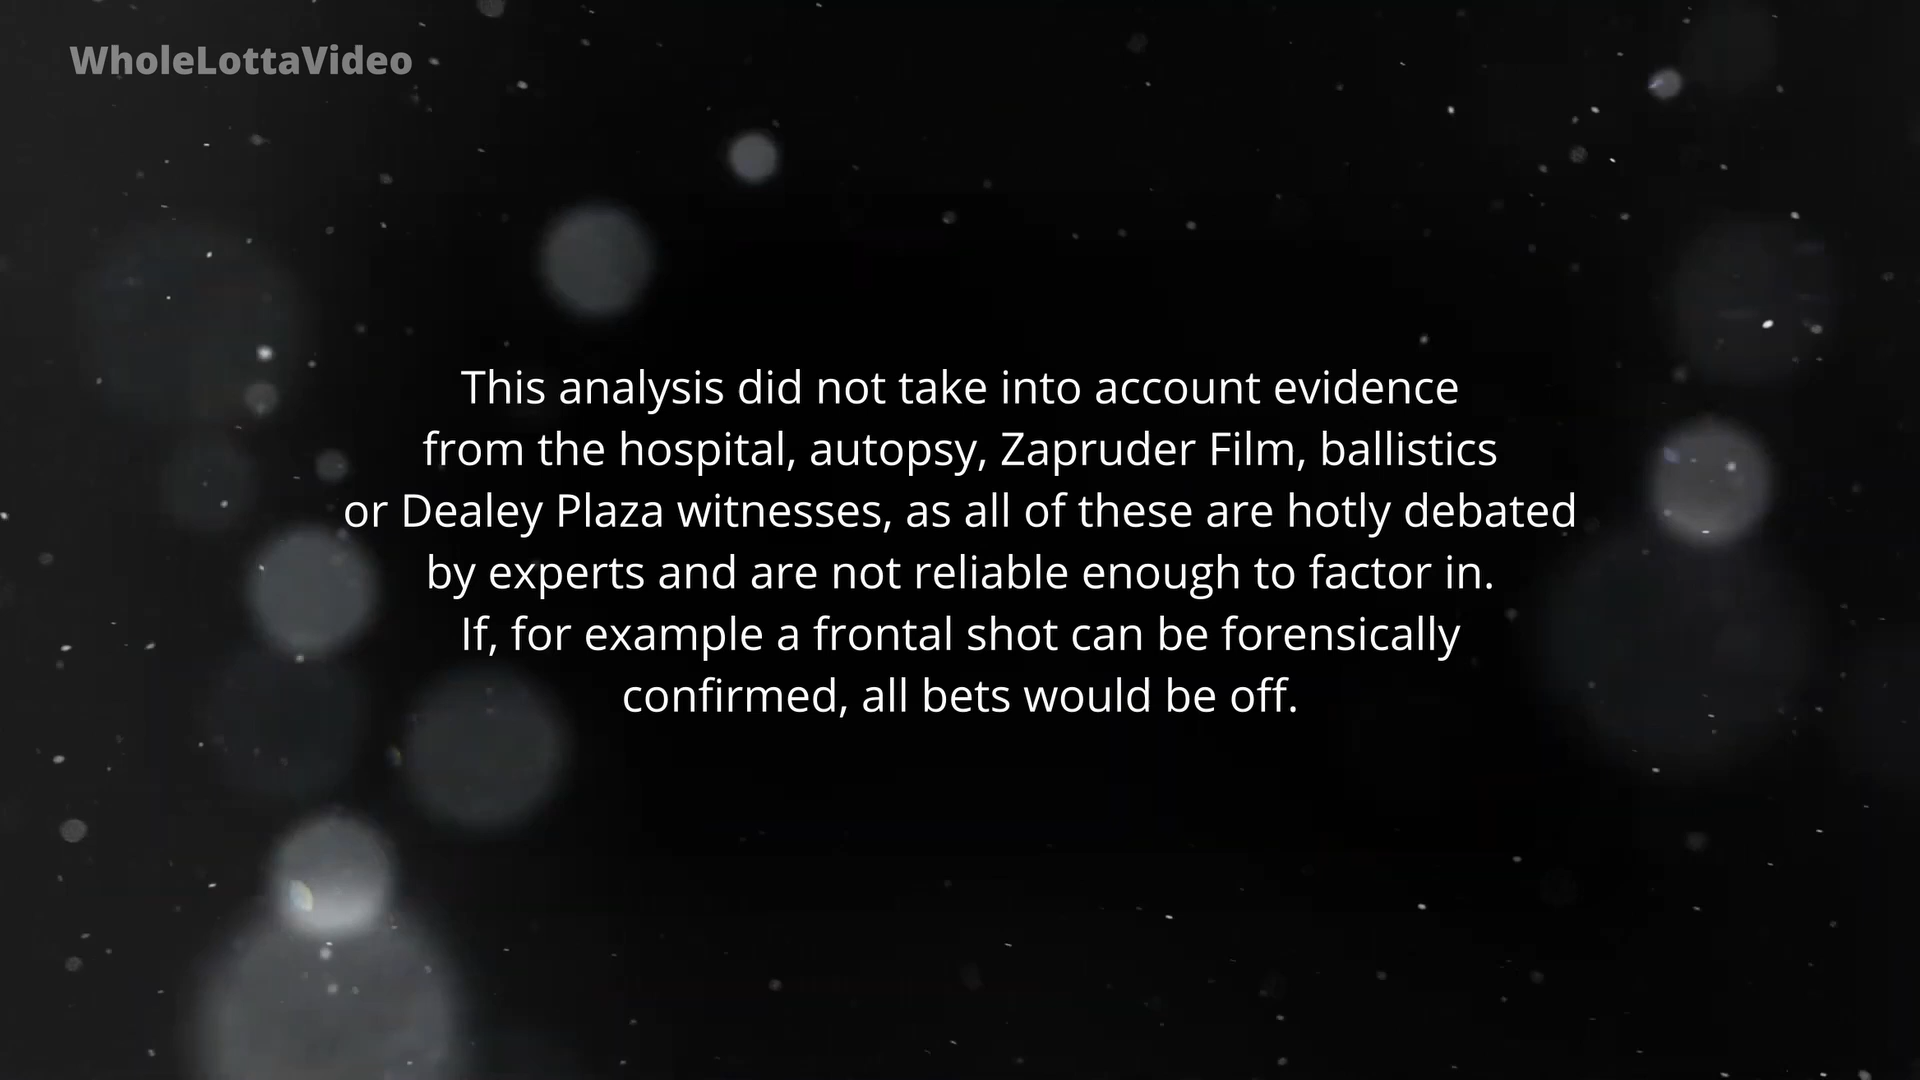 WholeLottaVideo
This analysis did not take into account evidence
from the hospital, autopsy, Zapruder Film, ballistics
or Dealey Plaza witnesses, as all of these are hotly debated
by experts and are not reliable enough to factor in.
If, for example a frontal shot can be forensically
confirmed, all bets would be off.